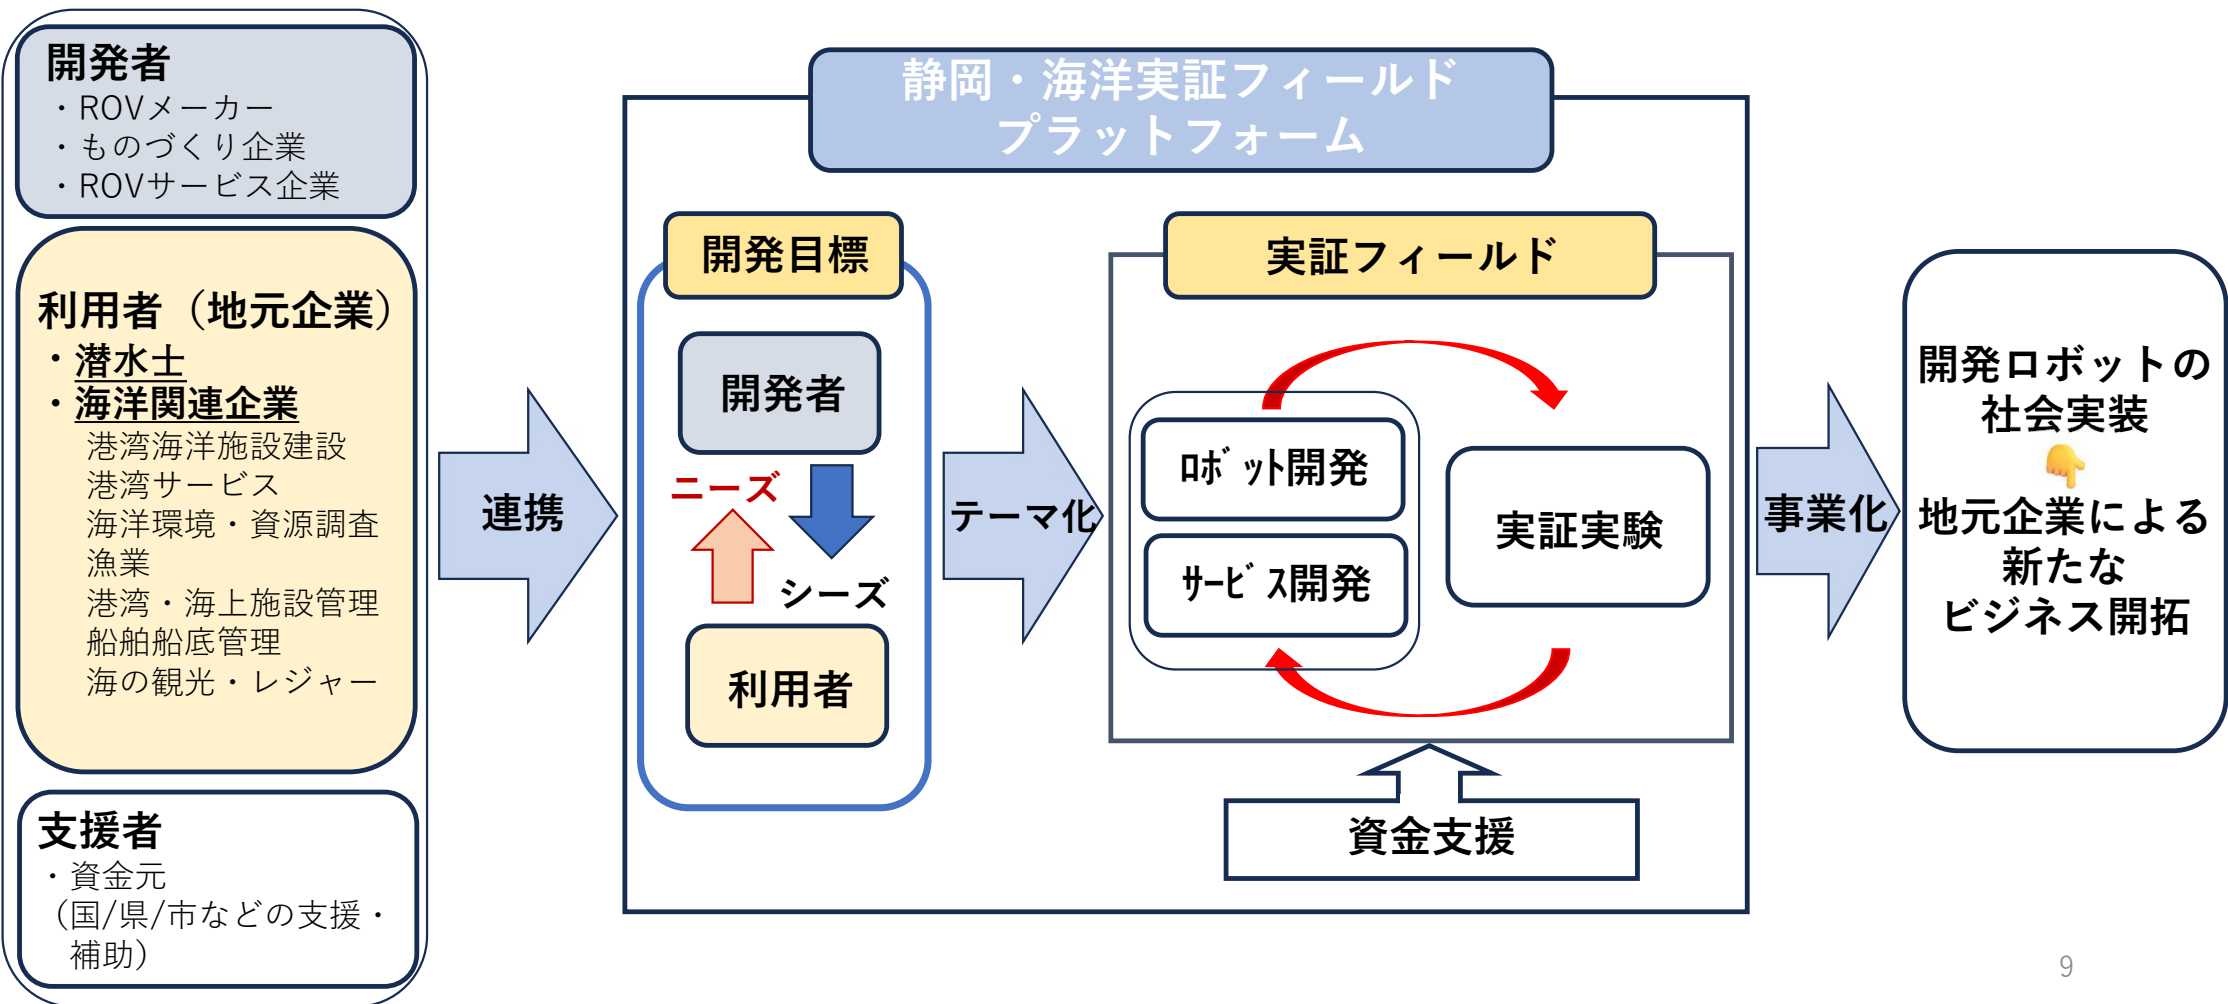 開発者
・ROVメーカー
・ものづくり企業
・ROVサービス企業
利用者（地元企業）
・潜水士
・海洋関連企業
港湾海洋施設建設
港湾サービス
海洋環境・資源調査
漁業
港湾・海上施設管理
船舶船底管理
海の観光・レジャー
支援者
・資金元
（国/県/市などの支援・
補助）
連携
静岡・海洋実証フィールド
プラットフォーム
開発目標
開発者
ニーズ
シーズ
利用者
テーマ化
実証フィールド
ﾛﾎﾞｯﾄ開発
ｻｰﾋﾞｽ開発
実証実験
資金支援
事業化
開発ロボットの
社会実装
👇
地元企業による
新たな
ビジネス開拓
9